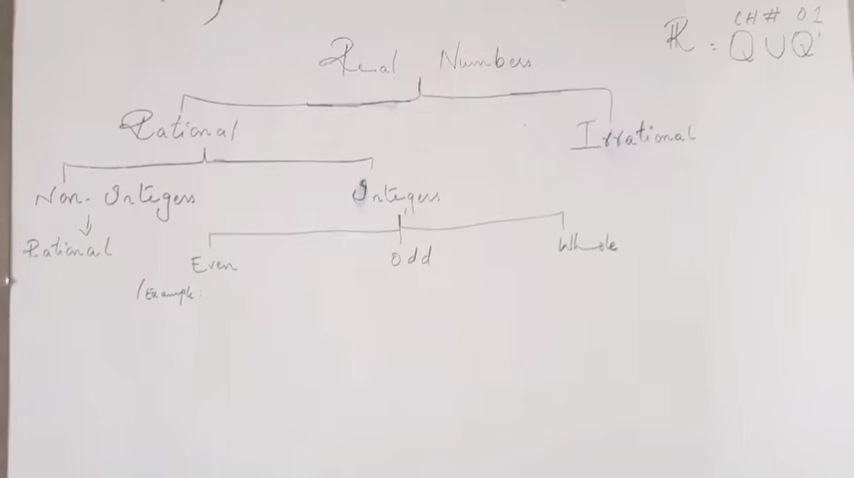 CH# 01
R = Q U Q'
Real Numbers
Rational Irrational
Non-Integers Integers
Rational Even Odd Whole
/Example: